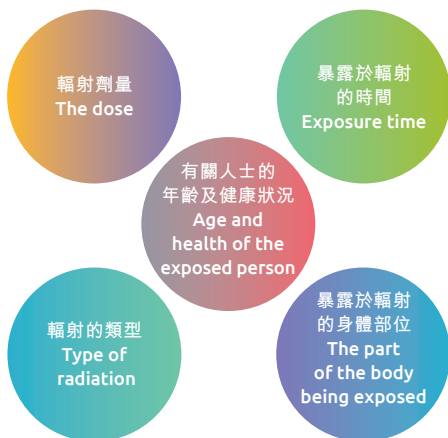 輻射劑量
The dose
暴露於輻射
的時間
Exposure time
有關人士的
年齡及健康狀況
Age and
health of the
exposed person
輻射的類型
Type of
radiation
暴露於輻射
的身體部位
The part
of the body
being exposed